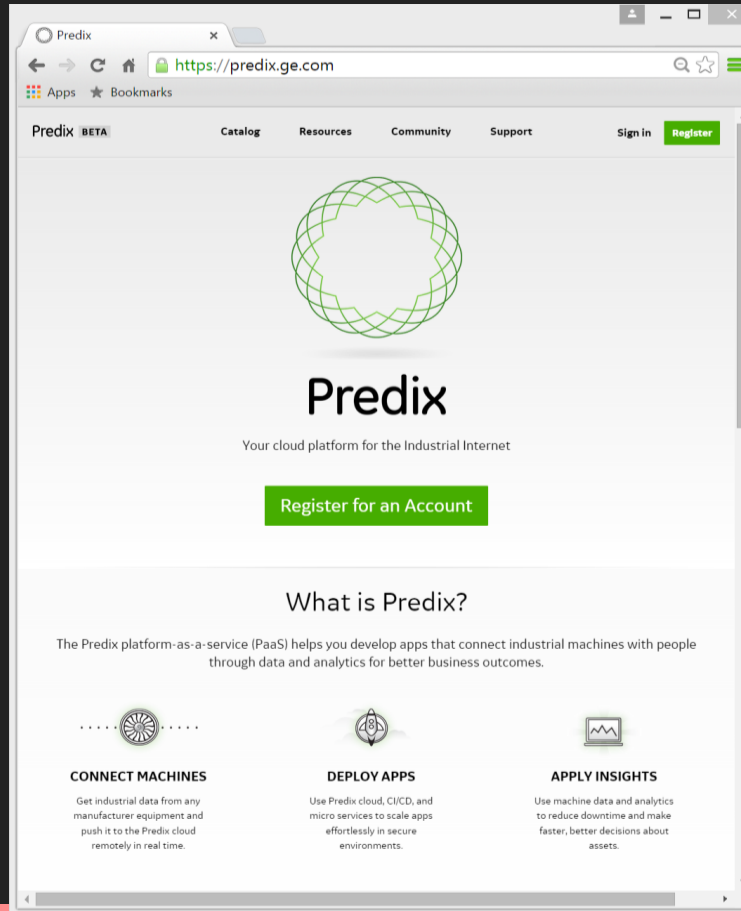 Predix
https://predix.ge.com
Apps Bookmarks
Predix BETA Catalog Resources Community Support Sign in Register
Predix
Your cloud platform for the Industrial Internet
Register for an Account
What is Predix?
The Predix platform-as-a-service (PaaS) helps you develop apps that connect industrial machines with people
through data and analytics for better business outcomes.
CONNECT MACHINES
Get industrial data from any
manufacturer equipment and
push it to the Predix cloud
remotely in real time.
DEPLOY APPS
Use Predix cloud, CI/CD, and
micro services to scale apps
effortlessly in secure
environments.
APPLY INSIGHTS
Use machine data and analytics
to reduce downtime and make
faster, better decisions about
assets.